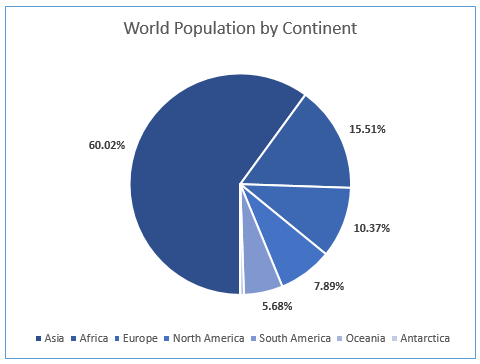 World Population by Continent
15.51%
60.02%
10.37%
7.89%
5.68%
Asia Africa Europe North America South America Oceania Antarctica